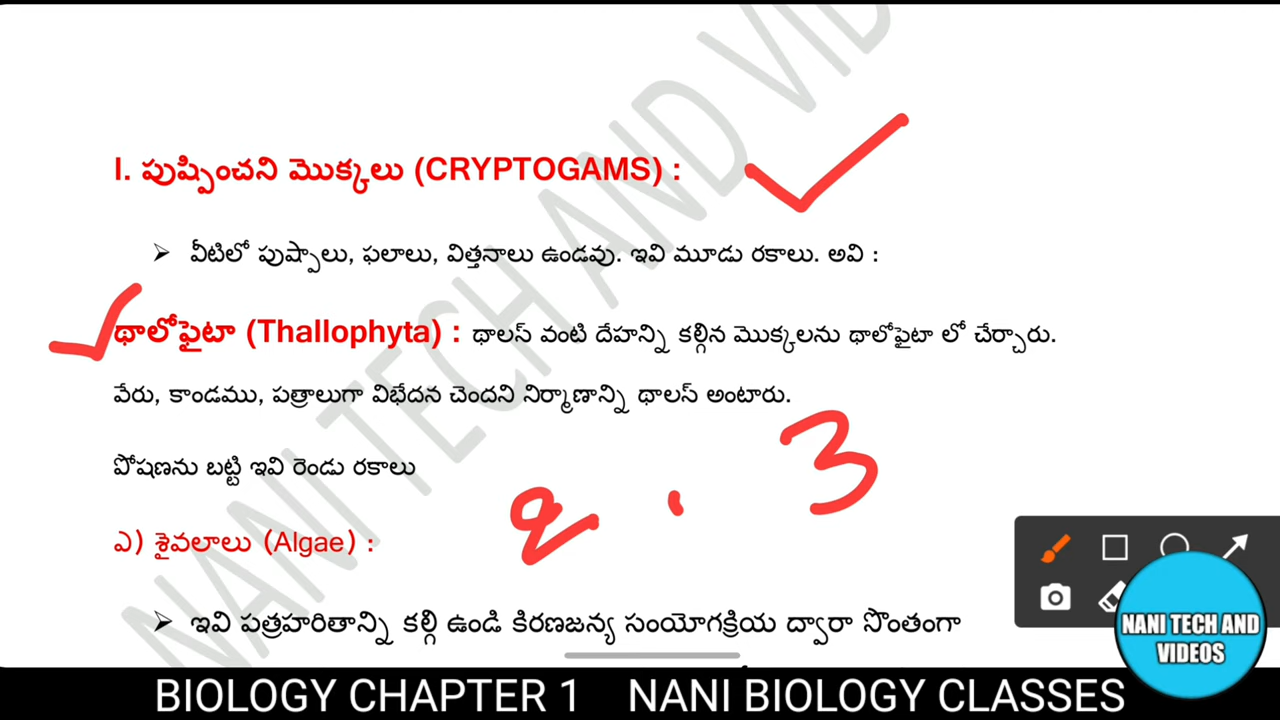 I. పుష్పించని మొక్కలు (CRYPTOGAMS) :
➢ వీటిలో పుష్పాలు, ఫలాలు, విత్తనాలు ఉండవు. ఇవి మూడు రకాలు. అవి :
థాలోఫైటా (Thallophyta) : థాలస్ వంటి దేహాన్ని కల్గిన మొక్కలను థాలోఫైటా లో చేర్చారు.
వేరు, కాండము, పత్రాలుగా విభేదన చెందని నిర్మాణాన్ని థాలస్ అంటారు.
పోషణను బట్టి ఇవి రెండు రకాలు
2 . 3
ఎ) శైవలాలు (Algae) :
➢ ఇవి పత్రహరితాన్ని కల్గి ఉండి కిరణజన్య సంయోగక్రియ ద్వారా సొంతంగా
NANI TECH AND VID
NANI TECH AND
VIDEOS
BIOLOGY CHAPTER 1 NANI BIOLOGY CLASSES